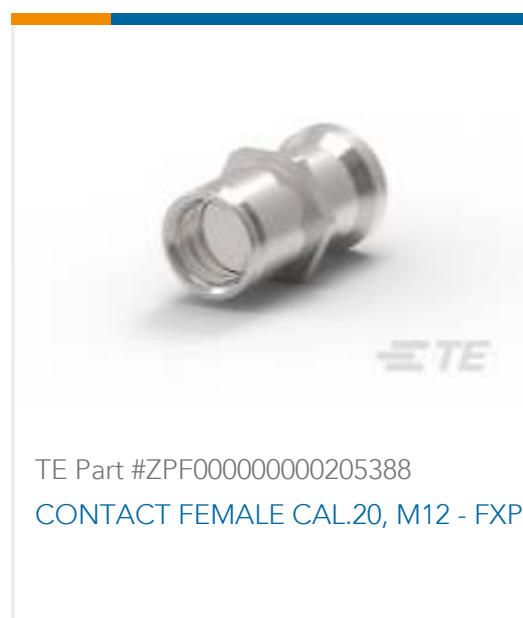 TE
TE Part #ZPF000000000205388
CONTACT FEMALE CAL.20, M12 - FXP